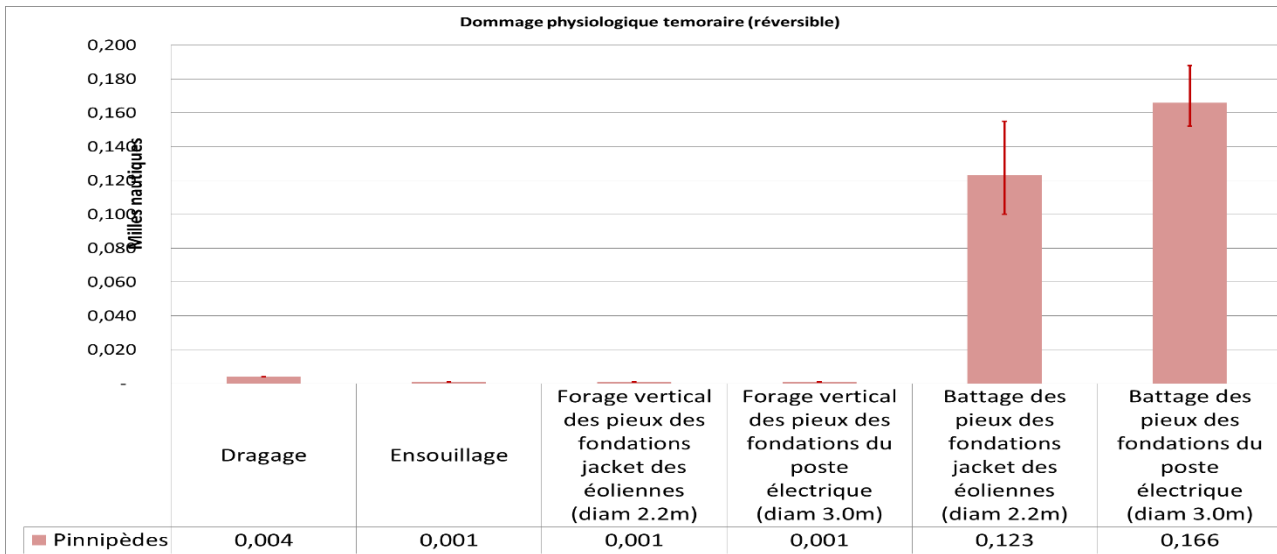 Dommage physiologique temoraire (réversible)
Milles nautiques
0,200
0,180
0,160
0,140
0,120
0,100
0,080
0,060
0,040
0,020
-
Dragage
Ensouillage
Forage vertical
des pieux des
fondations
jacket des
éoliennes
(diam 2.2m)
Forage vertical
des pieux des
fondations du
poste
électrique
(diam 3.0m)
Battage des
pieux des
fondations
jacket des
éoliennes
(diam 2.2m)
Battage des
pieux des
fondations du
poste
électrique
(diam 3.0m)
Pinnipèdes 0,004 0,001 0,001 0,001 0,123 0,166